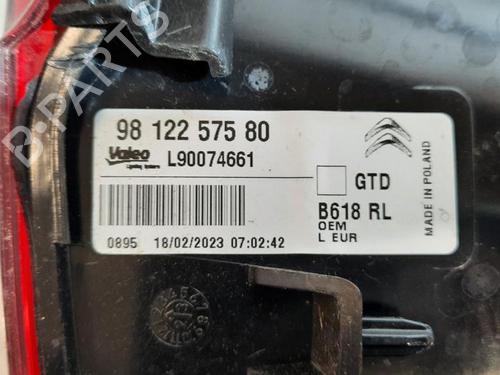 98 122 575 80
Valeo
L90074661
GTD
B618 RL
OEM
L EUR
0895 18/02/2023 07:02:42
MADE IN POLAND
B-PARTS